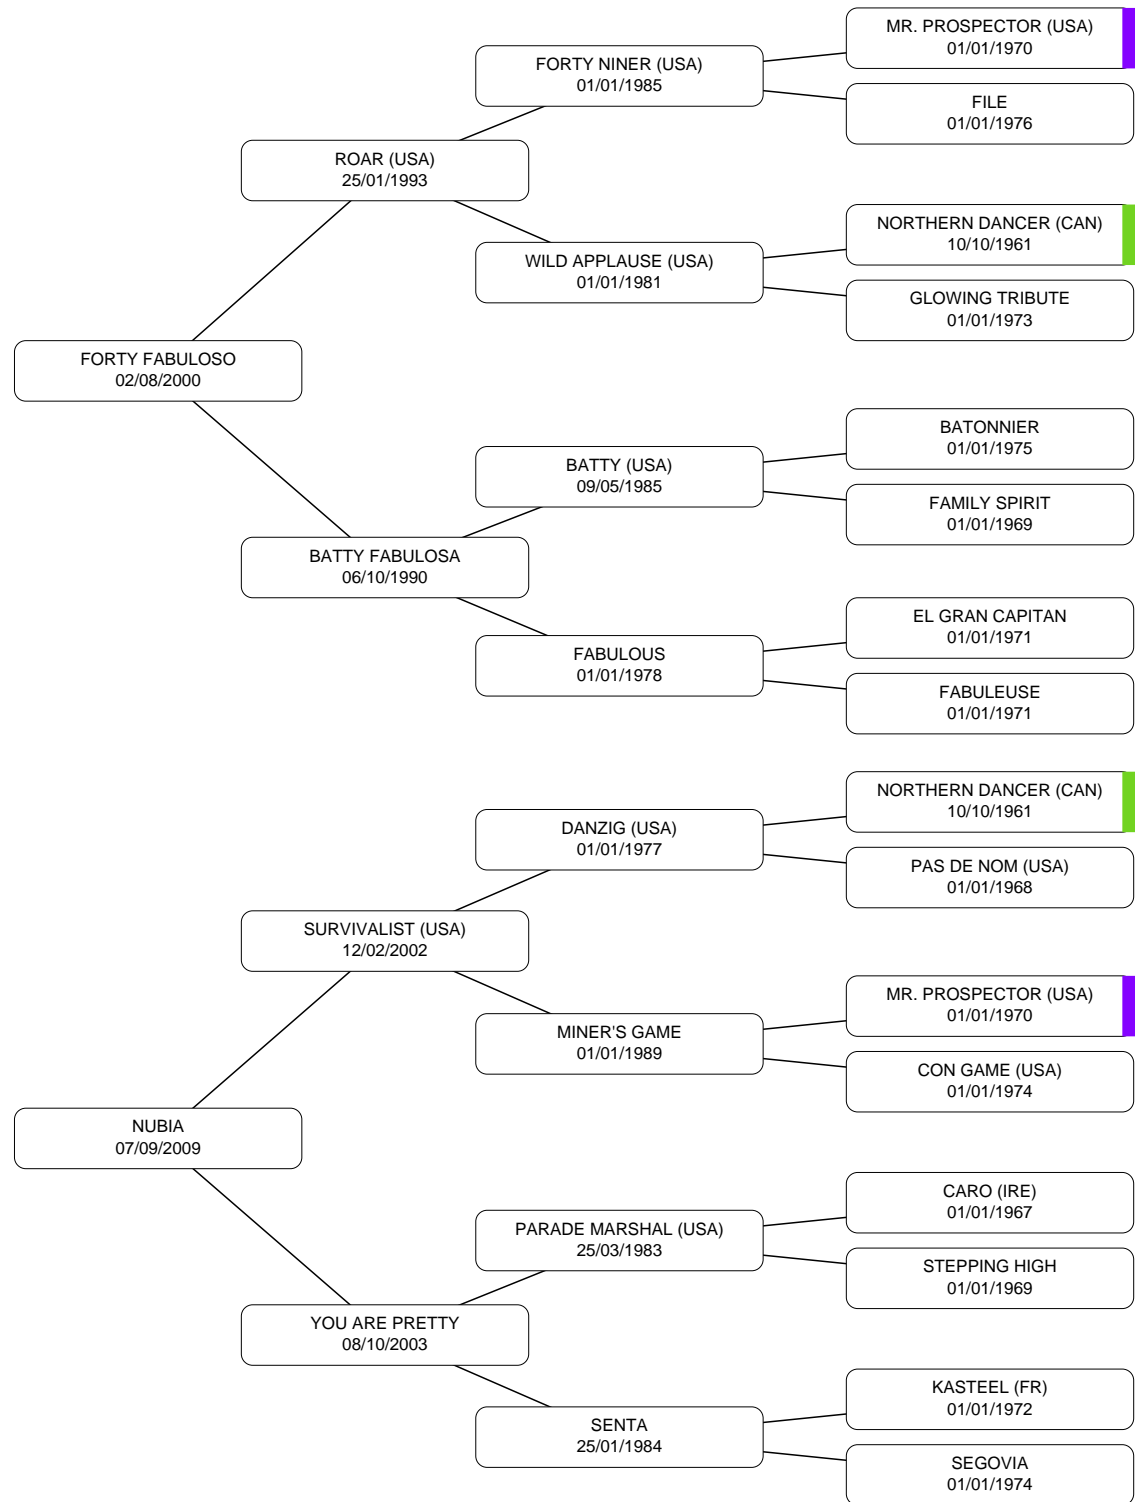 MR. PROSPECTOR (USA)
01/01/1970
FORTY NINER (USA)
01/01/1985
FILE
01/01/1976
ROAR (USA)
25/01/1993
NORTHERN DANCER (CAN)
10/10/1961
WILD APPLAUSE (USA)
01/01/1981
GLOWING TRIBUTE
01/01/1973
FORTY FABULOSO
02/08/2000
BATONNIER
01/01/1975
BATTY (USA)
09/05/1985
FAMILY SPIRIT
01/01/1969
BATTY FABULOSA
06/10/1990
EL GRAN CAPITAN
01/01/1971
FABULOUS
01/01/1978
FABULEUSE
01/01/1971
NORTHERN DANCER (CAN)
10/10/1961
DANZIG (USA)
01/01/1977
PAS DE NOM (USA)
01/01/1968
SURVIVALIST (USA)
12/02/2002
MR. PROSPECTOR (USA)
01/01/1970
MINER'S GAME
01/01/1989
CON GAME (USA)
01/01/1974
NUBIA
07/09/2009
CARO (IRE)
01/01/1967
PARADE MARSHAL (USA)
25/03/1983
STEPPING HIGH
01/01/1969
YOU ARE PRETTY
08/10/2003
KASTEEL (FR)
01/01/1972
SENTA
25/01/1984
SEGOVIA
01/01/1974